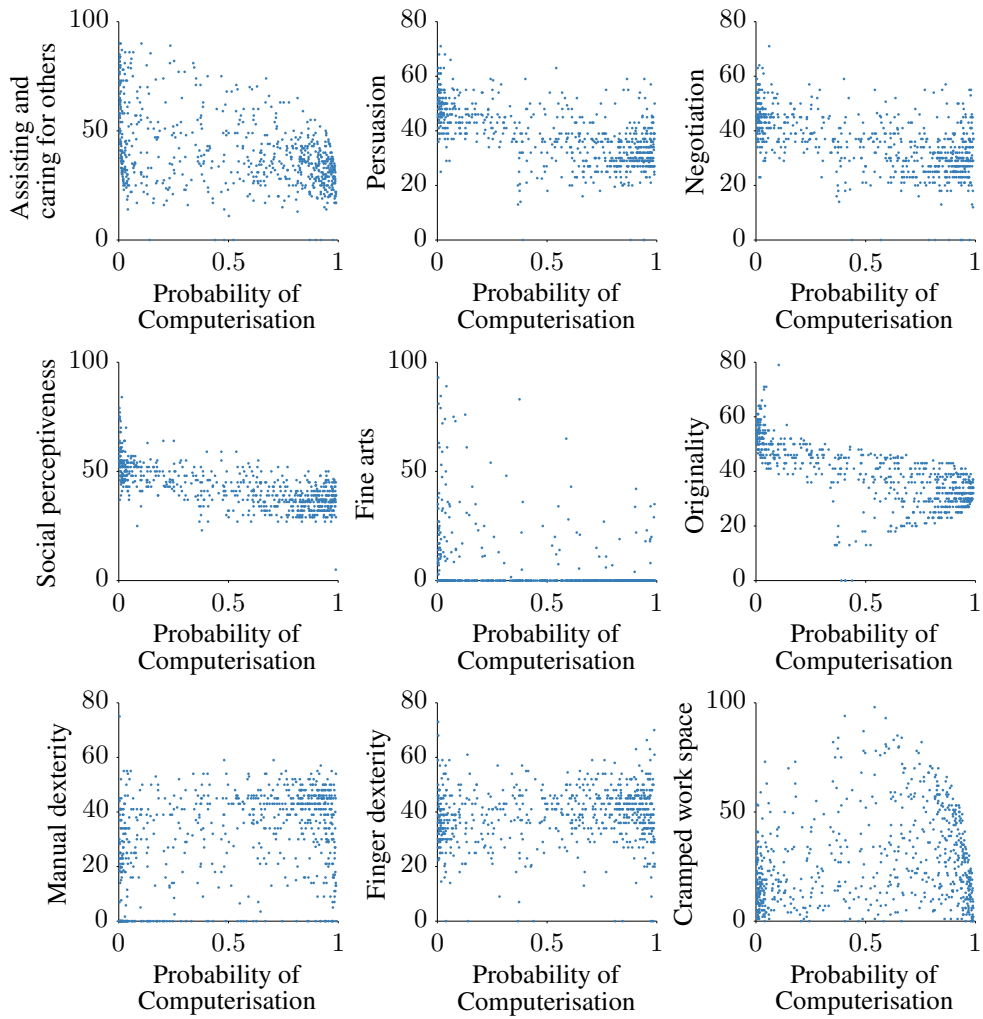 100
50
0
Assisting and
caring for others
0
0.5
1
Probability of
Computerisation
80
60
40
20
0
Persuasion
0
0.5
1
Probability of
Computerisation
80
60
40
20
0
Negotiation
0
0.5
1
Probability of
Computerisation
100
50
0
Social perceptiveness
0
0.5
1
Probability of
Computerisation
100
50
0
Fine arts
0
0.5
1
Probability of
Computerisation
80
60
40
20
0
Originality
0
0.5
1
Probability of
Computerisation
80
60
40
20
0
Manual dexterity
0
0.5
1
Probability of
Computerisation
80
60
40
20
0
Finger dexterity
0
0.5
1
Probability of
Computerisation
100
50
0
Cramped work space
0
0.5
1
Probability of
Computerisation